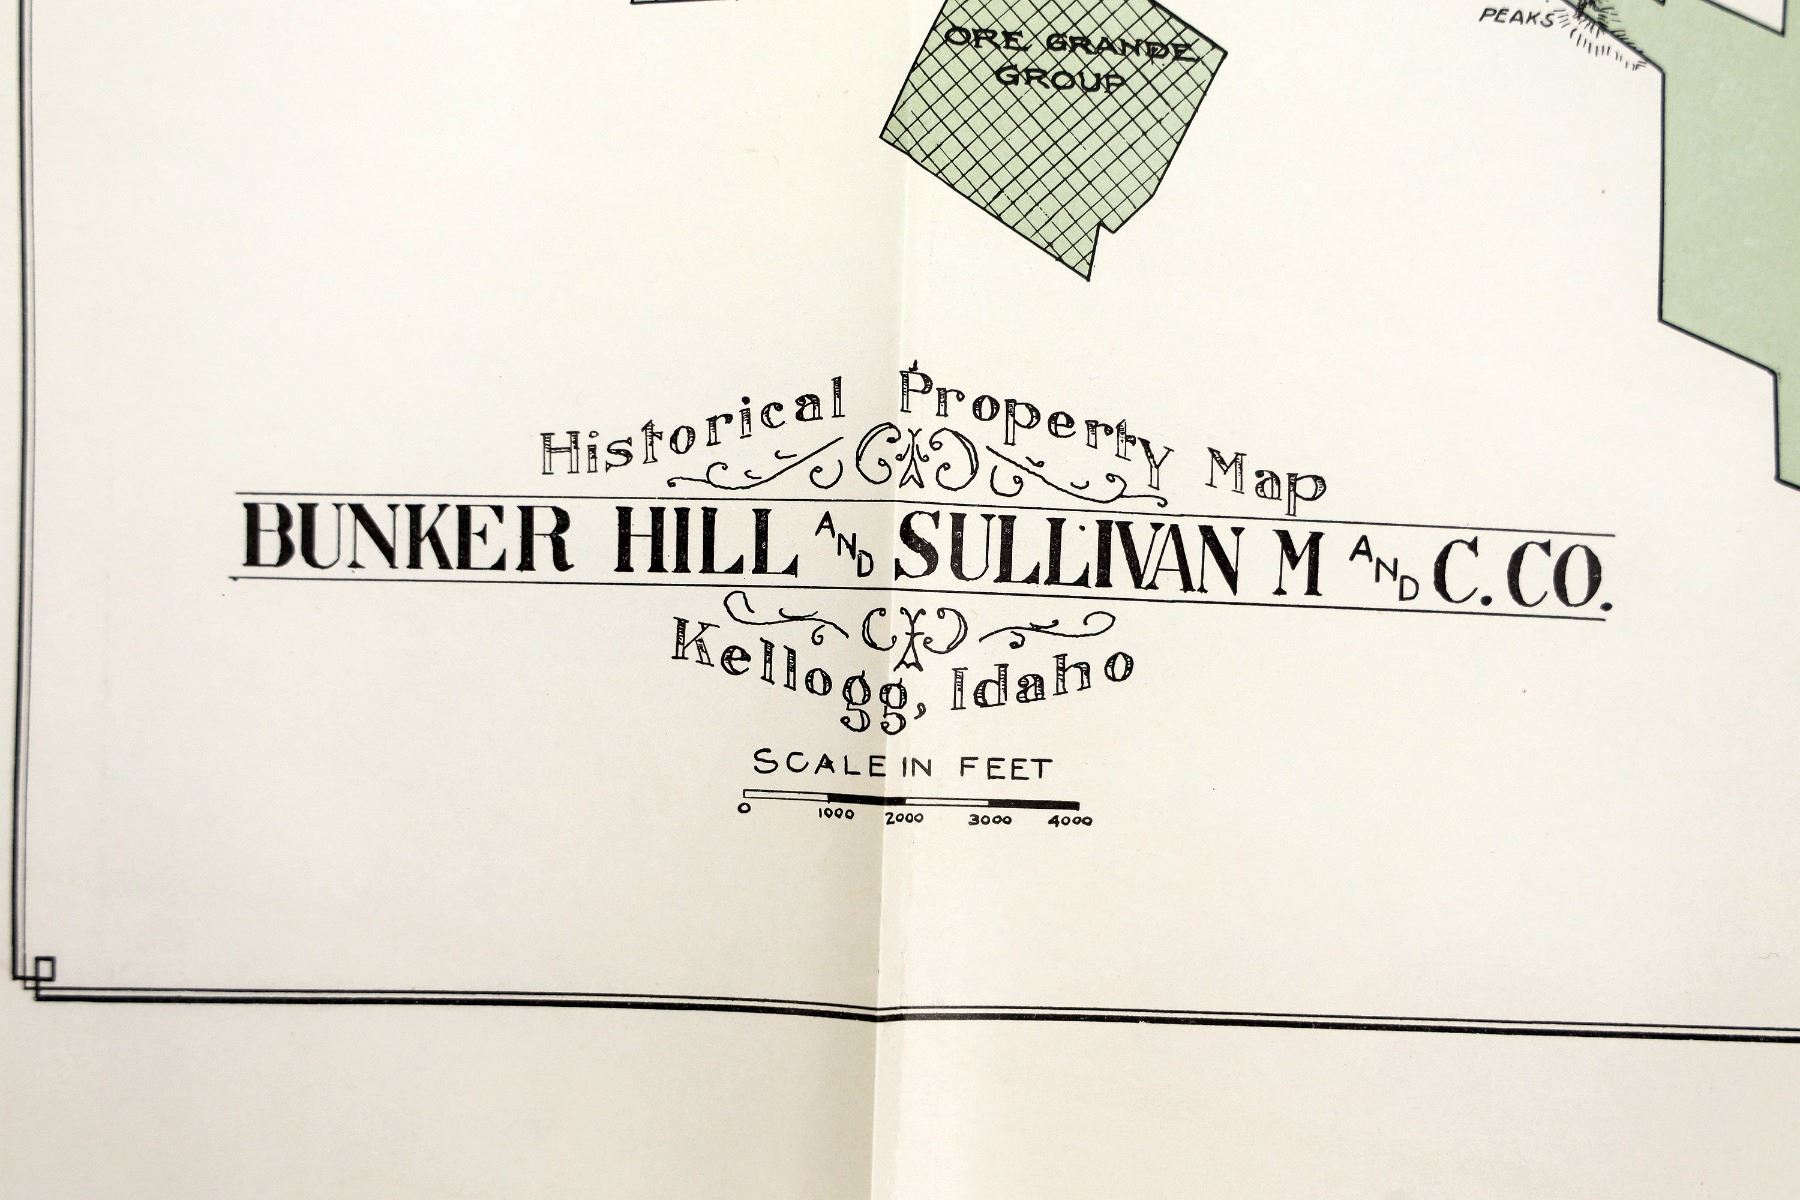 PEAKS
ORE GRANDE
GROUP
Historical Property Map
BUNKER HILL AND SULLIVAN M AND C. CO.
Kellogg, Idaho
SCALE IN FEET
0 1000 2000 3000 4000